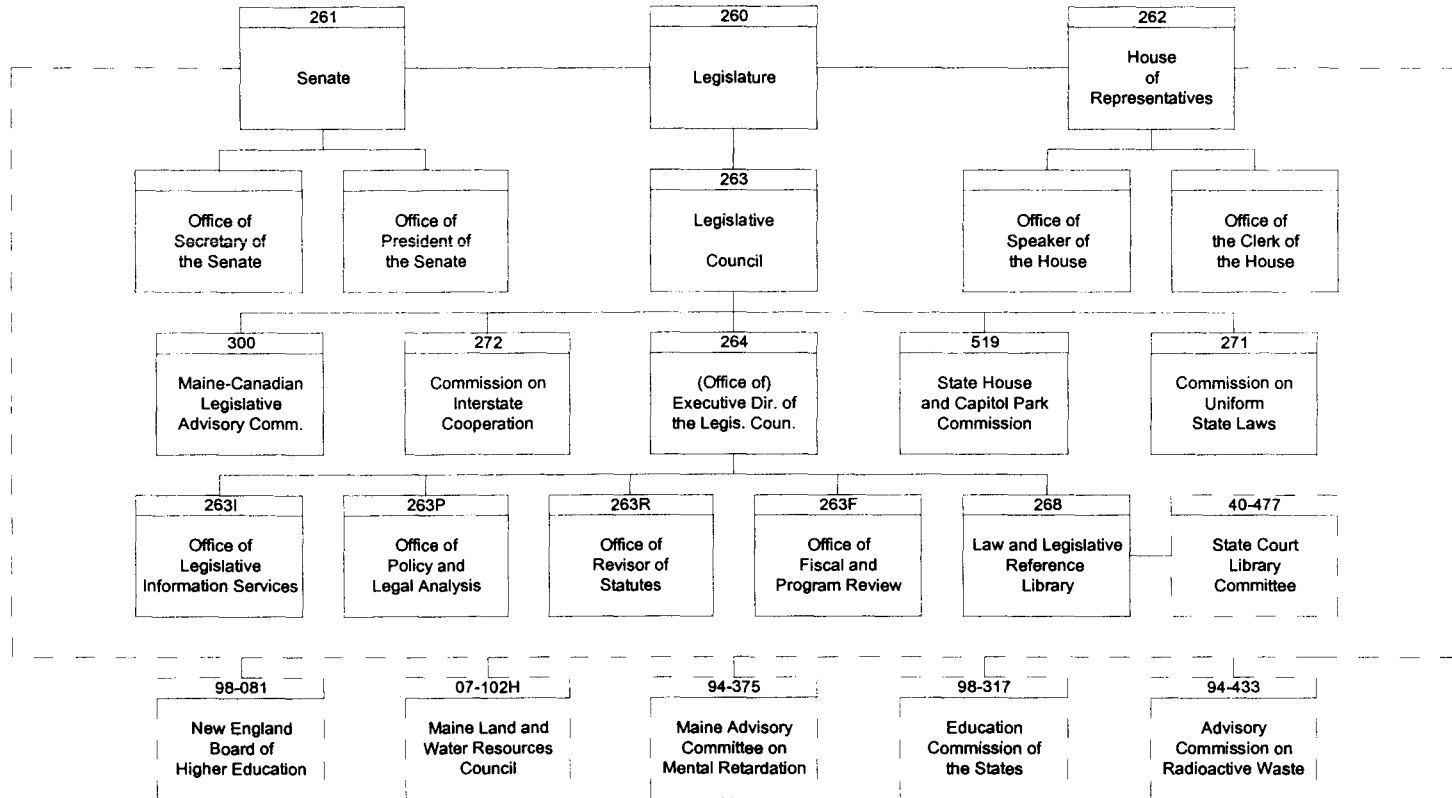 261
Senate
260
Legislature
262
House
of
Representatives
Office of
Secretary of
the Senate
Office of
President of
the Senate
263
Legislative
Council
Office of
Speaker of
the House
Office of
the Clerk of
the House
300
Maine-Canadian
Legislative
Advisory Comm.
272
Commission on
Interstate
Cooperation
264
(Office of)
Executive Dir. of
the Legis. Coun.
519
State House
and Capitol Park
Commission
271
Commission on
Uniform
State Laws
263I
Office of
Legislative
Information Services
263P
Office of
Policy and
Legal Analysis
263R
Office of
Revisor of
Statutes
263F
Office of
Fiscal and
Program Review
268
Law and Legislative
Reference
Library
40-477
State Court
Library
Committee
98-081
New England
Board of
Higher Education
07-102H
Maine Land and
Water Resources
Council
94-375
Maine Advisory
Committee on
Mental Retardation
98-317
Education
Commission of
the States
94-433
Advisory
Commission on
Radioactive Waste